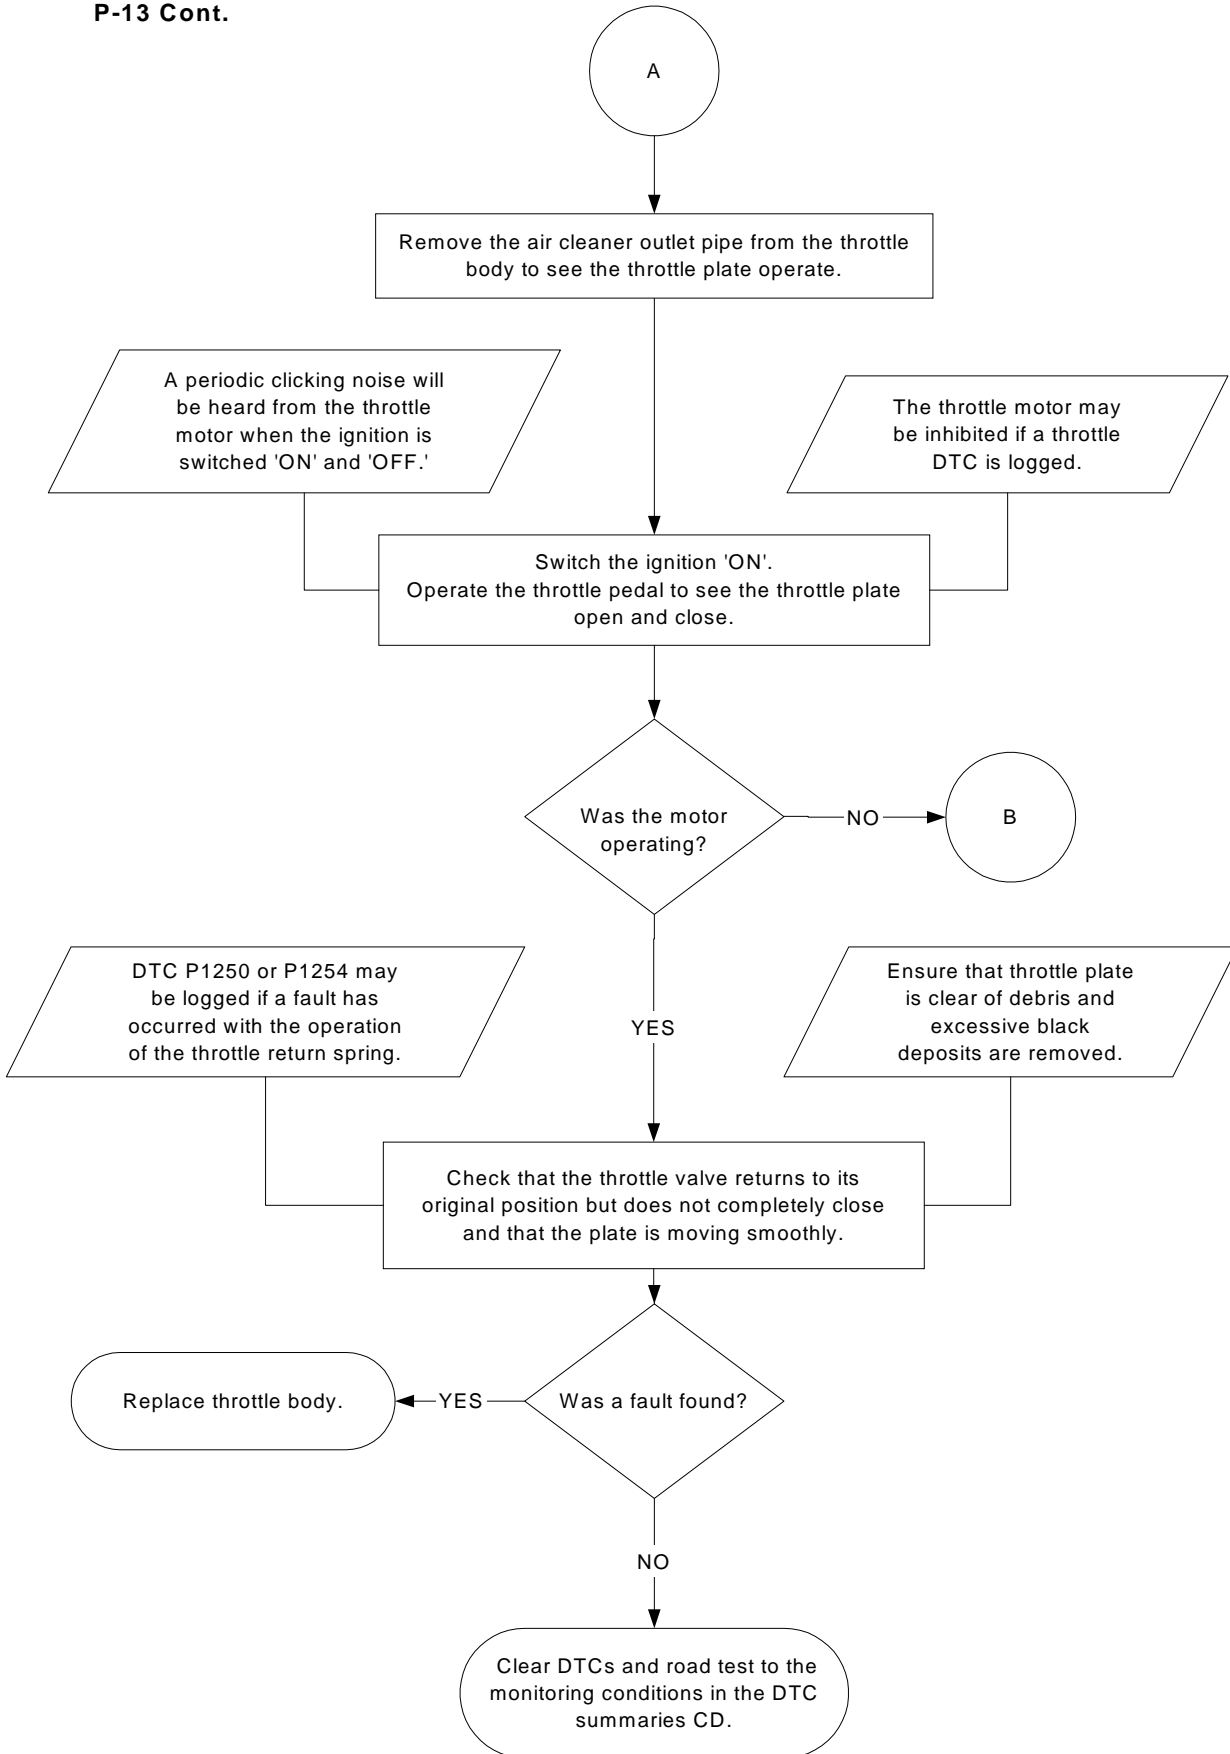 P-13 Cont.
A
Remove the air cleaner outlet pipe from the throttle
body to see the throttle plate operate.
A periodic clicking noise will
be heard from the throttle
motor when the ignition is
switched 'ON' and 'OFF.'
The throttle motor may
be inhibited if a throttle
DTC is logged.
Switch the ignition 'ON'.
Operate the throttle pedal to see the throttle plate
open and close.
Was the motor
operating?
NO
B
YES
DTC P1250 or P1254 may
be logged if a fault has
occurred with the operation
of the throttle return spring.
Ensure that throttle plate
is clear of debris and
excessive black
deposits are removed.
Check that the throttle valve returns to its
original position but does not completely close
and that the plate is moving smoothly.
Was a fault found?
YES
Replace throttle body.
NO
Clear DTCs and road test to the
monitoring conditions in the DTC
summaries CD.